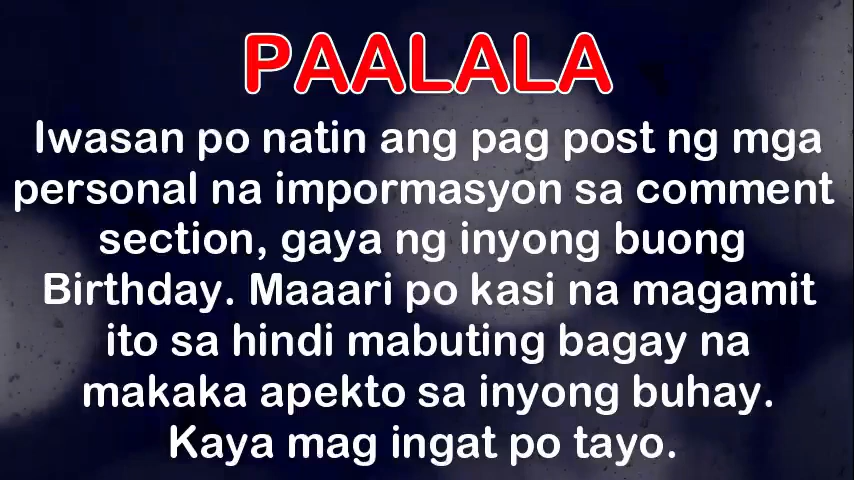 PAALALA
Iwasan po natin ang pag post ng mga
personal na impormasyon sa comment
section, gaya ng inyong buong
Birthday. Maaari po kasi na magamit
ito sa hindi mabuting bagay na
makaka apekto sa inyong buhay.
Kaya mag ingat po tayo.